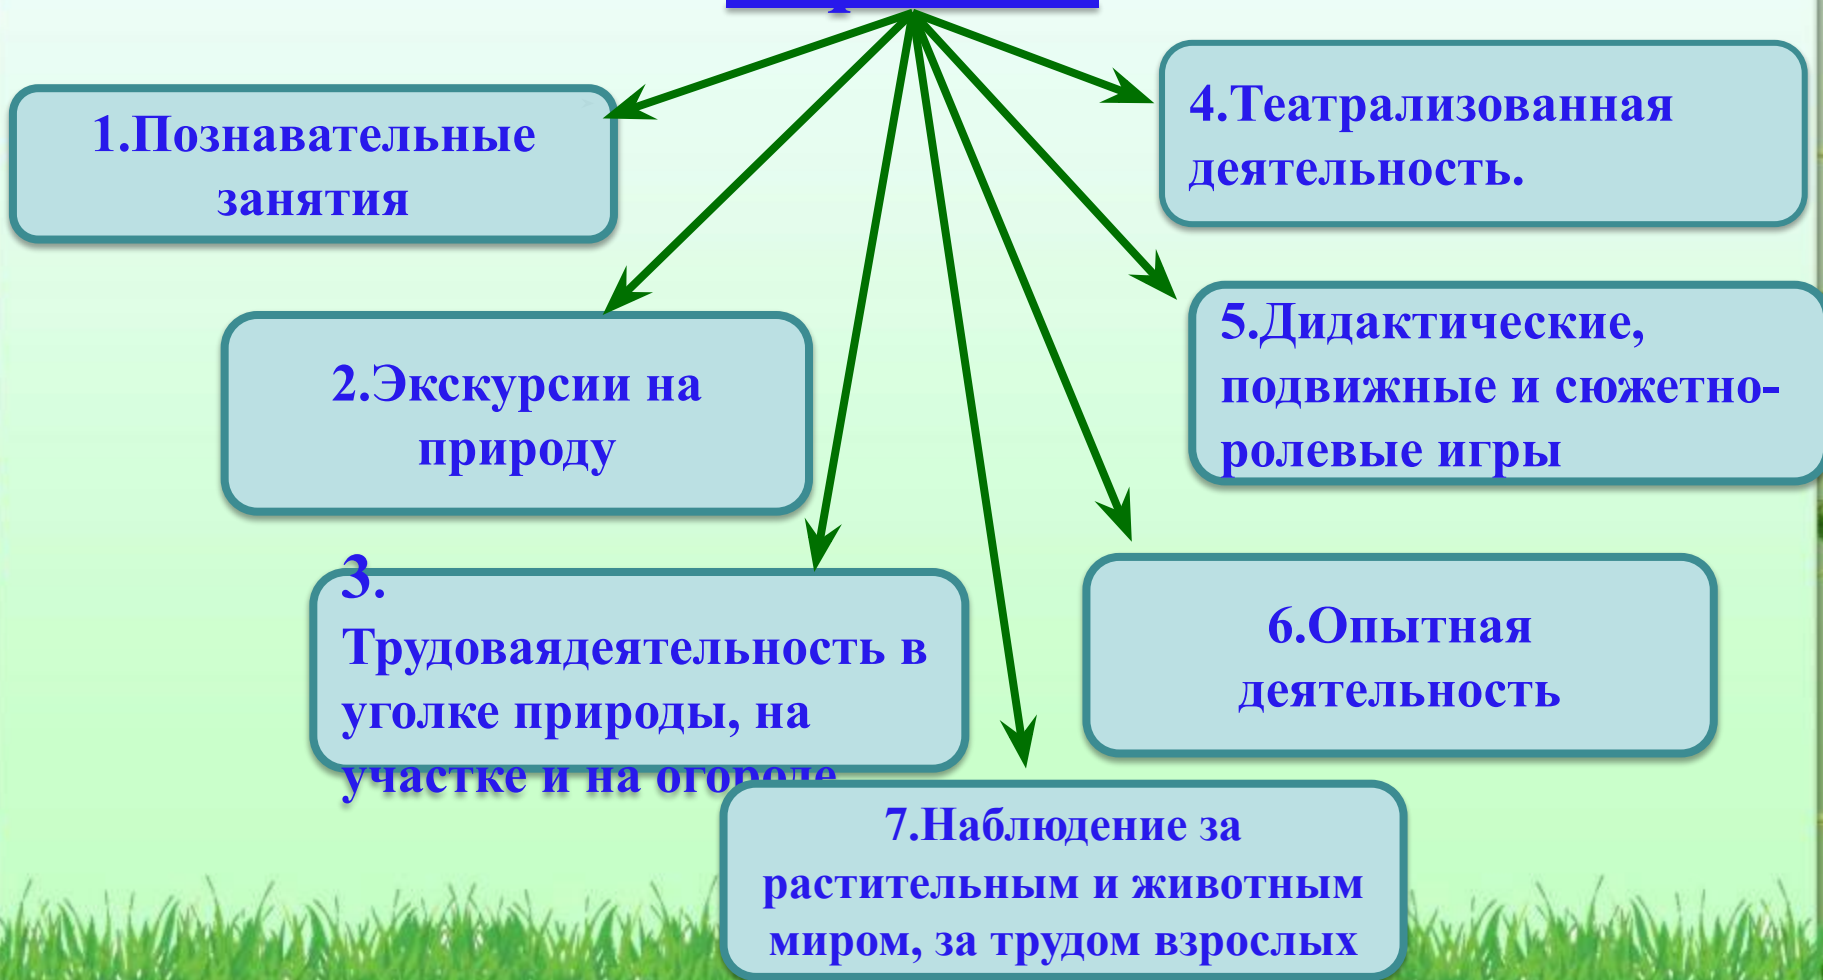 1.Познавательные
занятия
2.Экскурсии на
природу
3.
Трудоваядеятельность в
уголке природы, на
участке и на огороде
4.Театрализованная
деятельность.
5.Дидактические,
подвижные и сюжетно-
ролевые игры
6.Опытная
деятельность
7.Наблюдение за
растительным и животным
миром, за трудом взрослых